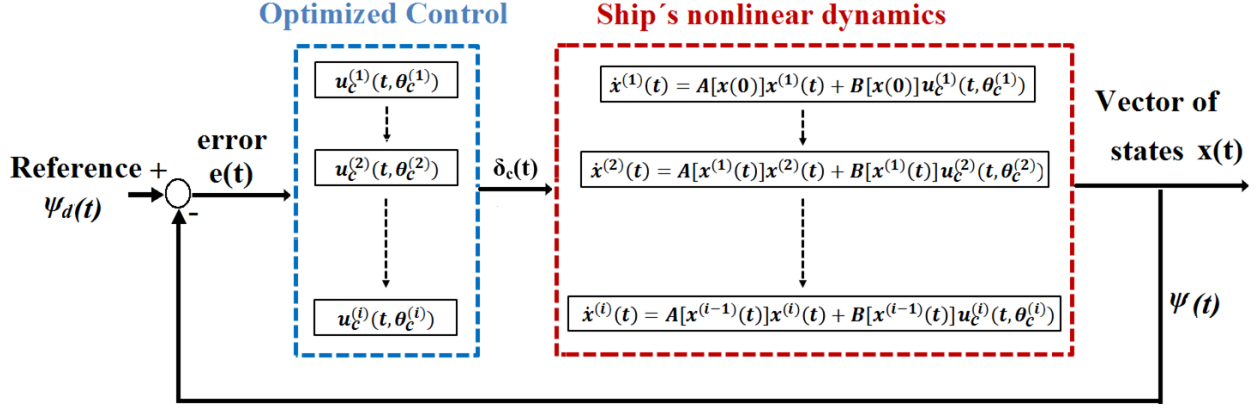 Optimized Control
Ship´s nonlinear dynamics
u_c^{(1)}(t,θ_c^{(1)})
ẋ^{(1)}(t) = A[x(0)]x^{(1)}(t) + B[x(0)]u_c^{(1)}(t,θ_c^{(1)})
Vector of
states x(t)
error
e(t)
Reference +
ψ_d(t)
-
u_c^{(2)}(t,θ_c^{(2)})
δ_c(t)
ẋ^{(2)}(t) = A[x^{(1)}(t)]x^{(2)}(t) + B[x^{(1)}(t)]u_c^{(2)}(t,θ_c^{(2)})
u_c^{(i)}(t,θ_c^{(i)})
ẋ^{(i)}(t) = A[x^{(i-1)}(t)]x^{(i)}(t) + B[x^{(i-1)}(t)]u_c^{(i)}(t,θ_c^{(i)})
ψ(t)